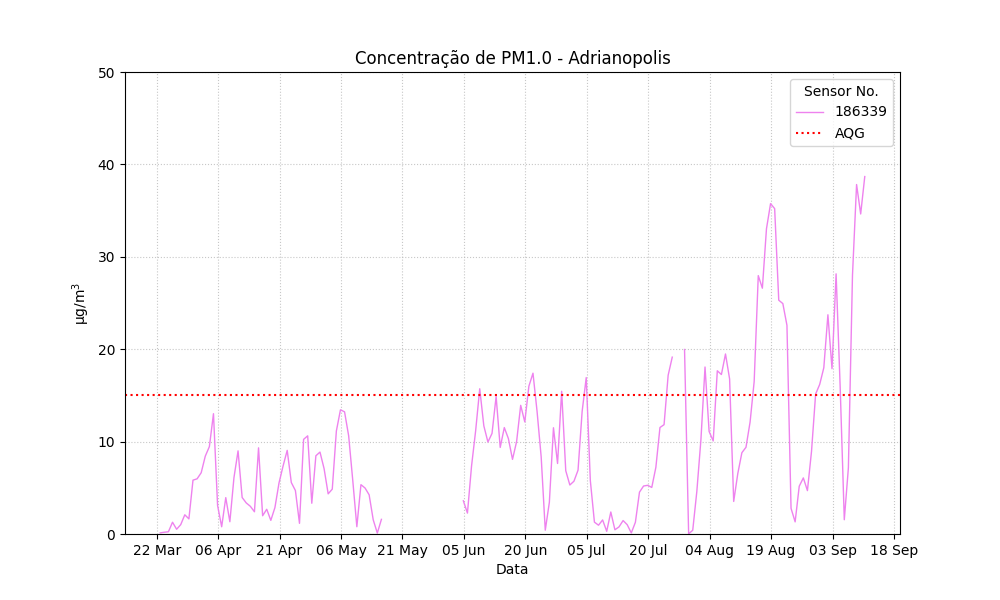 Concentração de PM1.0 - Adrianopolis
50
40
30
20
10
0
µg/m³
Sensor No.
186339
AQG
22 Mar
06 Apr
21 Apr
06 May
21 May
05 Jun
20 Jun
05 Jul
20 Jul
04 Aug
19 Aug
03 Sep
18 Sep
Data